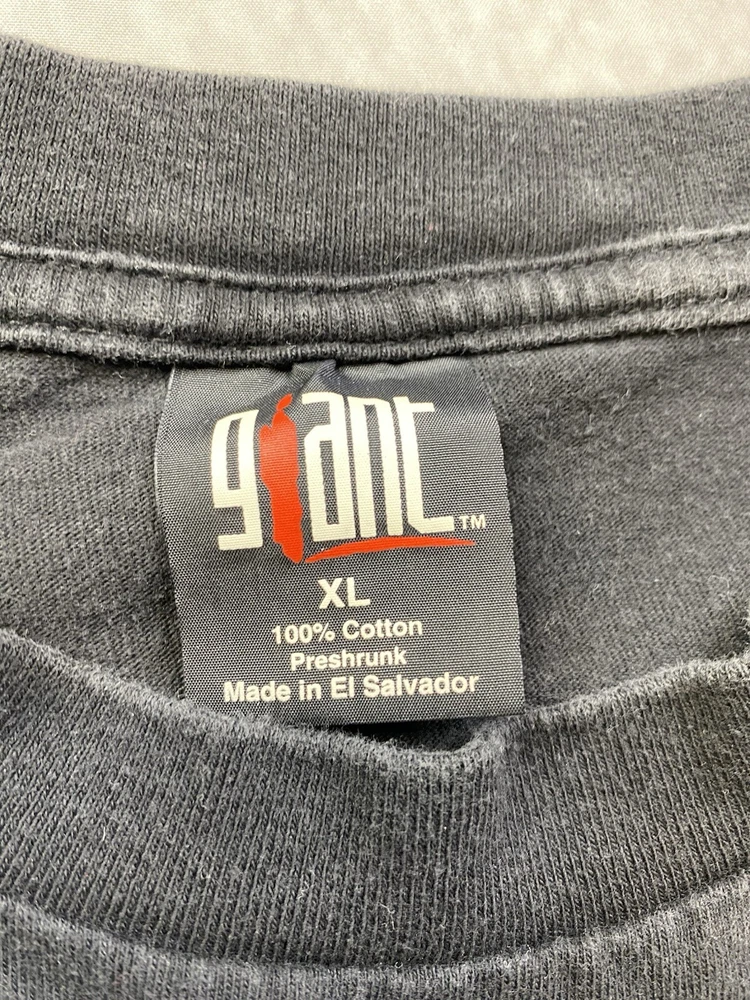 giant™
XL
100% Cotton
Preshrunk
Made in El Salvador